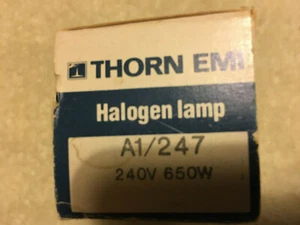 THORN EMI
Halogen lamp
A1/247
240V 650W